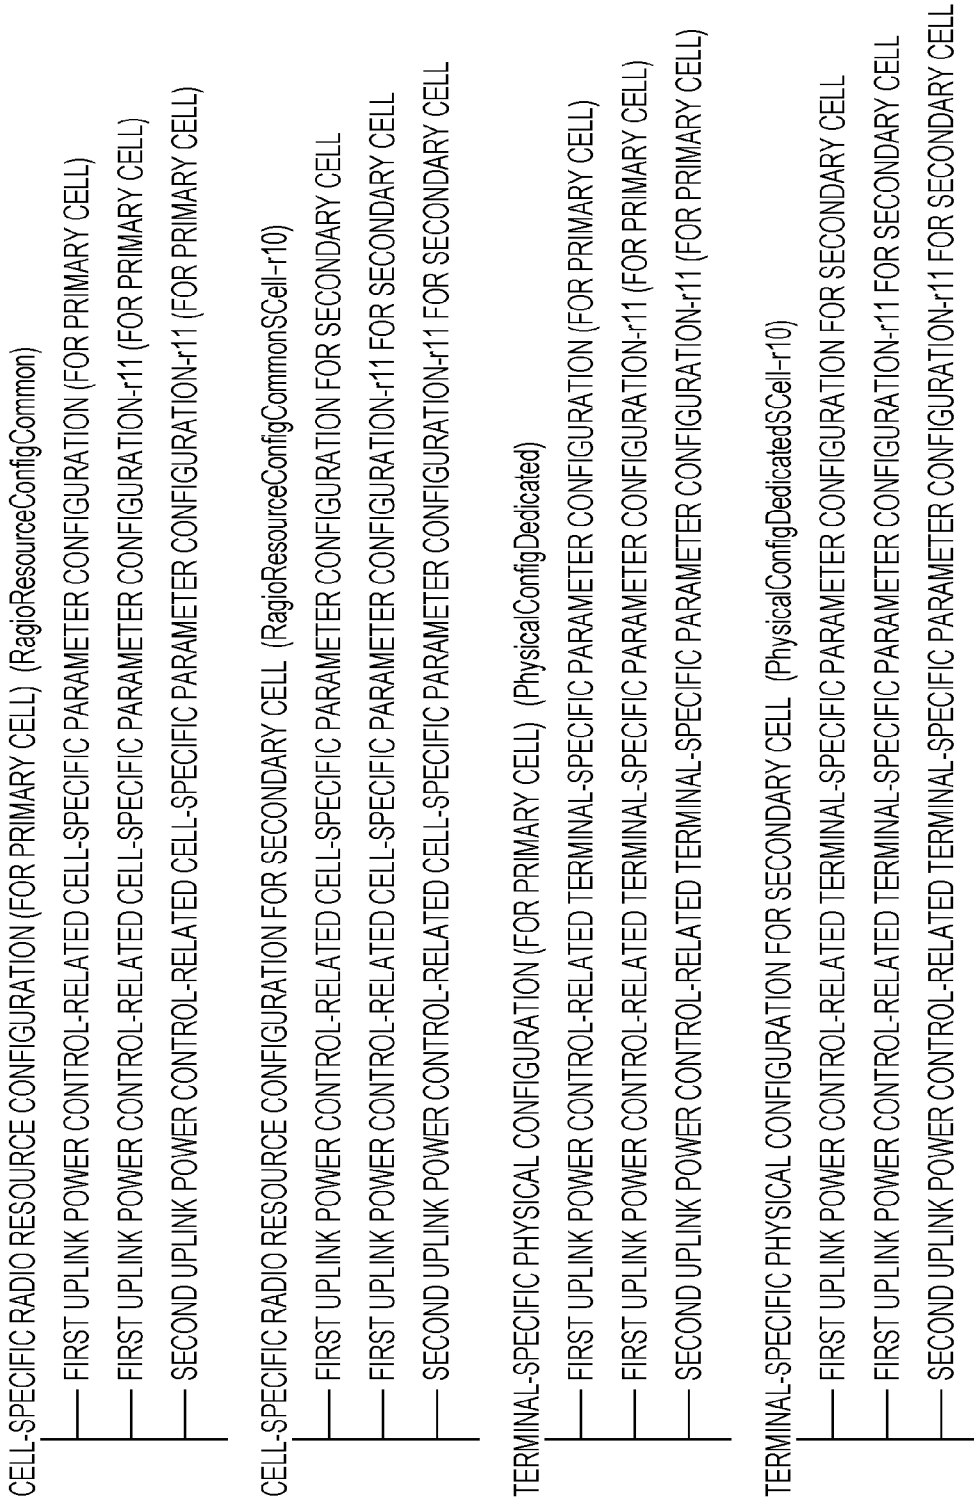 CELL-SPECIFIC RADIO RESOURCE CONFIGURATION (FOR PRIMARY CELL) (RagioResourceConfigCommon)
FIRST UPLINK POWER CONTROL-RELATED CELL-SPECIFIC PARAMETER CONFIGURATION (FOR PRIMARY CELL)
FIRST UPLINK POWER CONTROL-RELATED CELL-SPECIFIC PARAMETER CONFIGURATION-r11 (FOR PRIMARY CELL)
SECOND UPLINK POWER CONTROL-RELATED CELL-SPECIFIC PARAMETER CONFIGURATION-r11 (FOR PRIMARY CELL)
CELL-SPECIFIC RADIO RESOURCE CONFIGURATION FOR SECONDARY CELL (RagioResourceConfigCommonSCell-r10)
FIRST UPLINK POWER CONTROL-RELATED CELL-SPECIFIC PARAMETER CONFIGURATION FOR SECONDARY CELL
FIRST UPLINK POWER CONTROL-RELATED CELL-SPECIFIC PARAMETER CONFIGURATION-r11 FOR SECONDARY CELL
SECOND UPLINK POWER CONTROL-RELATED CELL-SPECIFIC PARAMETER CONFIGURATION-r11 FOR SECONDARY CELL
TERMINAL-SPECIFIC PHYSICAL CONFIGURATION (FOR PRIMARY CELL) (PhysicalConfigDedicated)
FIRST UPLINK POWER CONTROL-RELATED TERMINAL-SPECIFIC PARAMETER CONFIGURATION (FOR PRIMARY CELL)
FIRST UPLINK POWER CONTROL-RELATED TERMINAL-SPECIFIC PARAMETER CONFIGURATION-r11 (FOR PRIMARY CELL)
SECOND UPLINK POWER CONTROL-RELATED TERMINAL-SPECIFIC PARAMETER CONFIGURATION-r11 (FOR PRIMARY CELL)
TERMINAL-SPECIFIC PHYSICAL CONFIGURATION FOR SECONDARY CELL (PhysicalConfigDedicatedSCell-r10)
FIRST UPLINK POWER CONTROL-RELATED TERMINAL-SPECIFIC PARAMETER CONFIGURATION FOR SECONDARY CELL
FIRST UPLINK POWER CONTROL-RELATED TERMINAL-SPECIFIC PARAMETER CONFIGURATION-r11 FOR SECONDARY CELL
SECOND UPLINK POWER CONTROL-RELATED TERMINAL-SPECIFIC PARAMETER CONFIGURATION-r11 FOR SECONDARY CELL